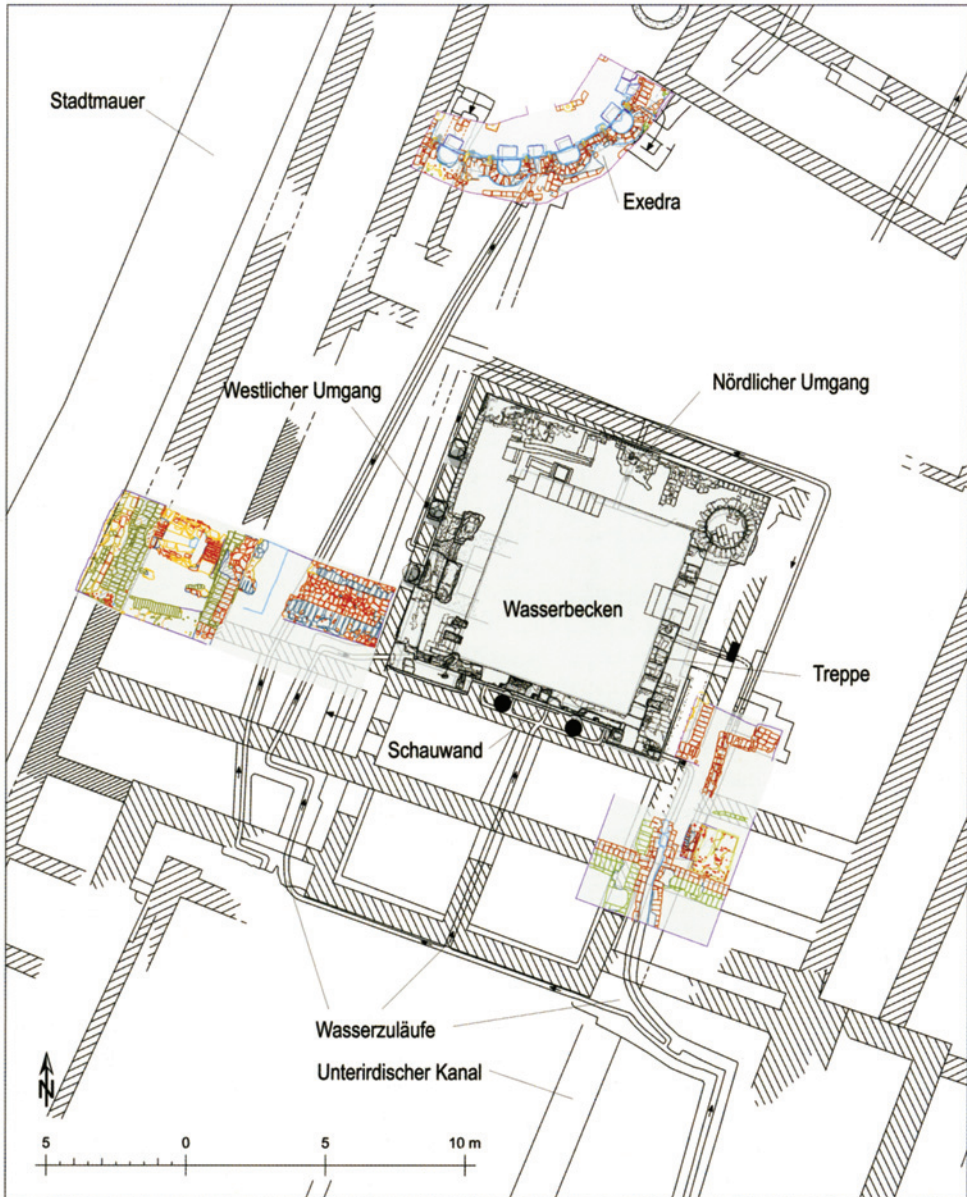 Stadtmauer
Exedra
Westlicher Umgang
Nördlicher Umgang
Wasserbecken
Treppe
Schauwand
Wasserzuläufe
Unterirdischer Kanal
N
5 0 5 10 m